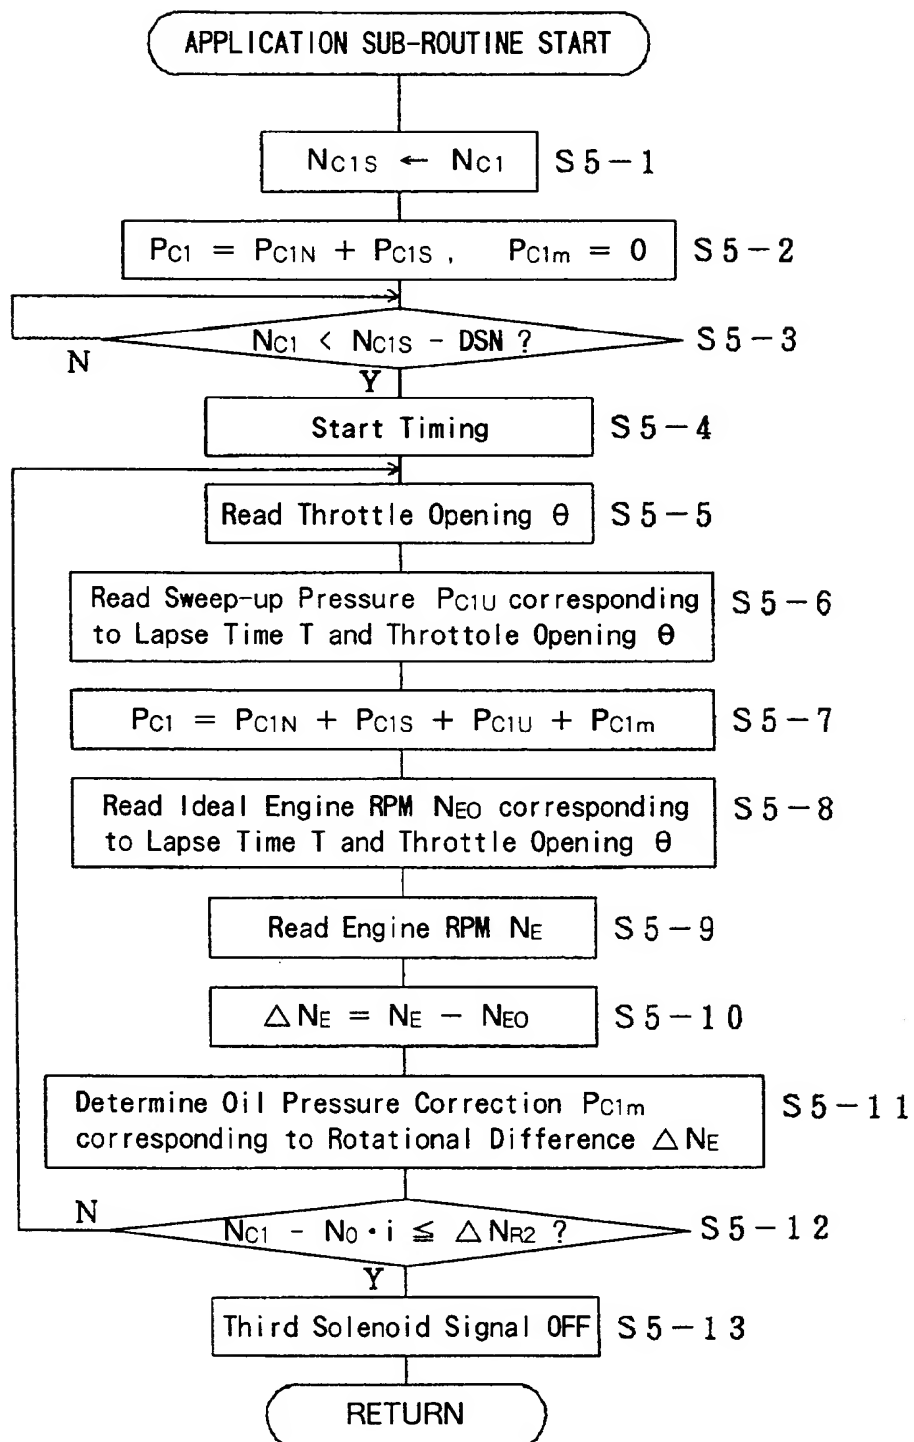 APPLICATION SUB-ROUTINE START
NC1S ← NC1 S5-1
PC1 = PC1N + PC1S, PC1m = 0 S5-2
NC1 < NC1S - DSN ? S5-3
N
Y
Start Timing S5-4
Read Throttle Opening θ S5-5
Read Sweep-up Pressure PC1U corresponding S5-6
to Lapse Time T and Throttole Opening θ
PC1 = PC1N + PC1S + PC1U + PC1m S5-7
Read Ideal Engine RPM NEO corresponding S5-8
to Lapse Time T and Throttle Opening θ
Read Engine RPM NE S5-9
△NE = NE - NEO S5-10
Determine Oil Pressure Correction PC1m S5-11
corresponding to Rotational Difference △NE
N
NC1 - NO·i ≦ △NR2 ? S5-12
Y
Third Solenoid Signal OFF S5-13
RETURN